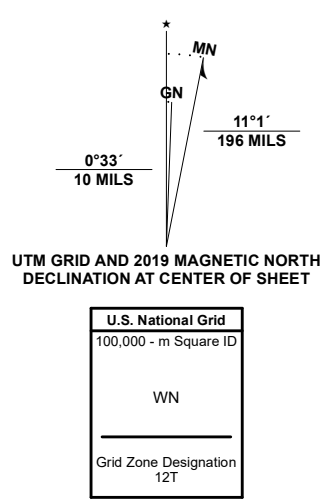 ★
MN
GN
11°1´
196 MILS
0°33´
10 MILS
UTM GRID AND 2019 MAGNETIC NORTH
DECLINATION AT CENTER OF SHEET
U.S. National Grid
100,000 - m Square ID
WN
Grid Zone Designation
12T